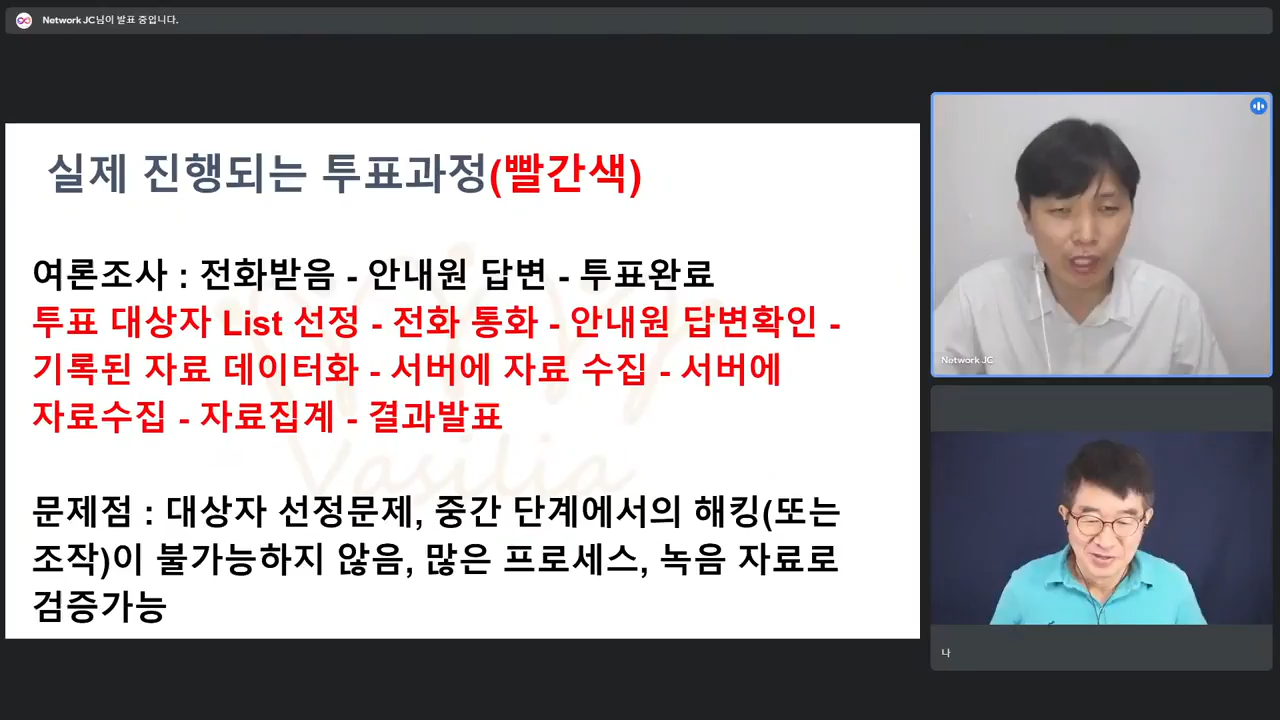 Network JC님이 발표 중입니다.
실제 진행되는 투표과정(빨간색)
여론조사 : 전화받음 - 안내원 답변 - 투표완료
투표 대상자 List 선정 - 전화 통화 - 안내원 답변확인 -
기록된 자료 데이터화 - 서버에 자료 수집 - 서버에
자료수집 - 자료집계 - 결과발표
Vasilia
문제점 : 대상자 선정문제, 중간 단계에서의 해킹(또는
조작)이 불가능하지 않음, 많은 프로세스, 녹음 자료로
검증가능
Network JC
나